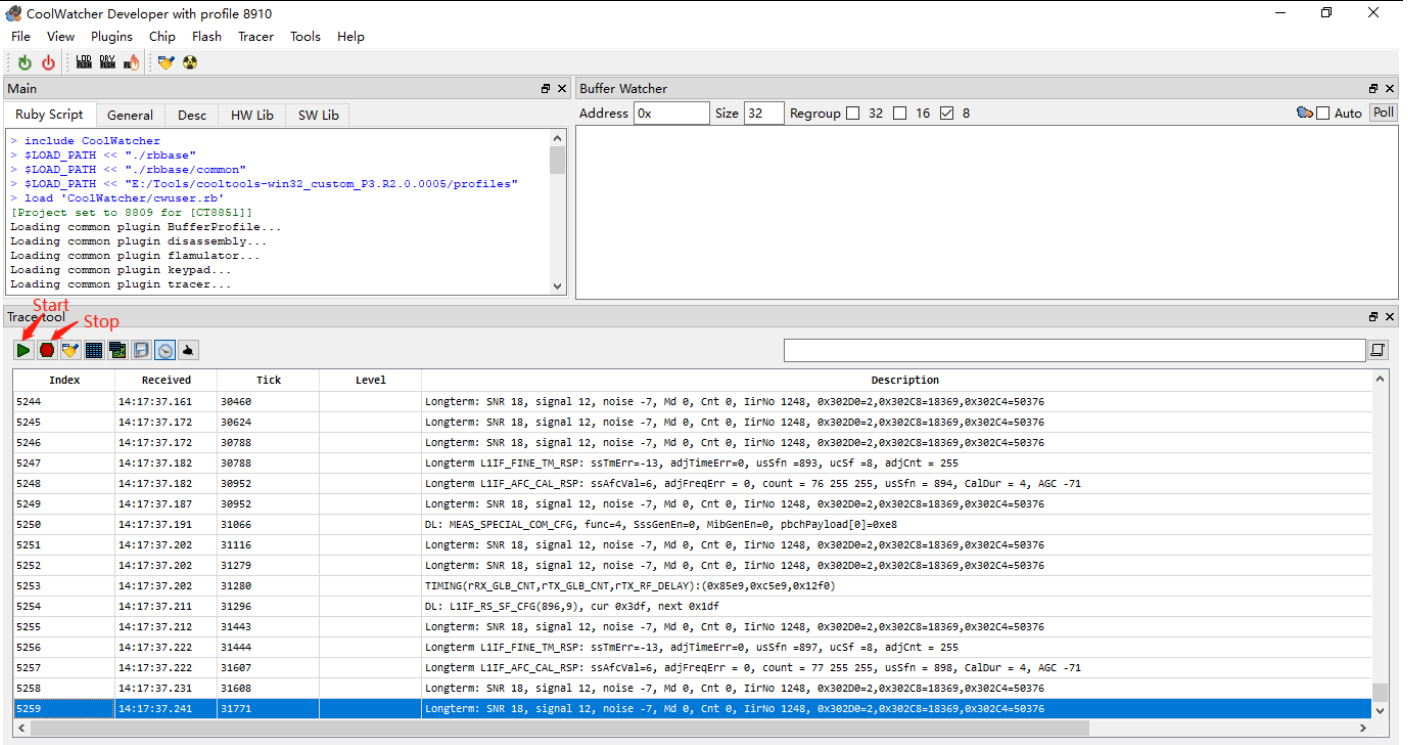 CoolWatcher Developer with profile 8910
File View Plugins Chip Flash Tracer Tools Help
Main
Ruby Script General Desc HW Lib SW Lib
> include CoolWatcher
> $LOAD_PATH << "./rbbase"
> $LOAD_PATH << "./rbbase/common"
> $LOAD_PATH << "E:/Tools/cooltools-win32_custom_P3.R2.0.0005/profiles"
> load 'CoolWatcher/cwuser.rb'
[Project set to 8809 for [CT8851]]
Loading common plugin BufferProfile...
Loading common plugin disassembly...
Loading common plugin flamulator...
Loading common plugin keypad...
Loading common plugin tracer...
Buffer Watcher
Address 0x Size 32 Regroup 32 16 8 Auto Poll
Start
Trace tool
Stop
Index Received Tick Level Description
5244 14:17:37.161 30460 Longterm: SNR 18, signal 12, noise -7, Md 0, Cnt 0, IirNo 1248, 0x302D0=2,0x302C8=18369,0x302C4=50376
5245 14:17:37.172 30624 Longterm: SNR 18, signal 12, noise -7, Md 0, Cnt 0, IirNo 1248, 0x302D0=2,0x302C8=18369,0x302C4=50376
5246 14:17:37.172 30788 Longterm: SNR 18, signal 12, noise -7, Md 0, Cnt 0, IirNo 1248, 0x302D0=2,0x302C8=18369,0x302C4=50376
5247 14:17:37.182 30788 Longterm L1IF_FINE_TM_RSP: ssTmErr=-13, adjTimeErr=0, usSfn =893, ucSf =8, adjCnt = 255
5248 14:17:37.182 30952 Longterm L1IF_AFC_CAL_RSP: ssAfcVal=6, adjFreqErr = 0, count = 76 255 255, usSfn = 894, CalDur = 4, AGC -71
5249 14:17:37.187 30952 Longterm: SNR 18, signal 12, noise -7, Md 0, Cnt 0, IirNo 1248, 0x302D0=2,0x302C8=18369,0x302C4=50376
5250 14:17:37.191 31066 DL: MEAS_SPECIAL_COM_CFG, func=4, SssGenEn=0, MibGenEn=0, pbchPayload[0]=0xe8
5251 14:17:37.202 31116 Longterm: SNR 18, signal 12, noise -7, Md 0, Cnt 0, IirNo 1248, 0x302D0=2,0x302C8=18369,0x302C4=50376
5252 14:17:37.202 31279 Longterm: SNR 18, signal 12, noise -7, Md 0, Cnt 0, IirNo 1248, 0x302D0=2,0x302C8=18369,0x302C4=50376
5253 14:17:37.202 31280 TIMING(rRX_GLB_CNT,rTX_GLB_CNT,rTX_RF_DELAY):(0x85e9,0xc5e9,0x12f0)
5254 14:17:37.211 31296 DL: L1IF_RS_SF_CFG(896,9), cur 0x3df, next 0x1df
5255 14:17:37.212 31443 Longterm: SNR 18, signal 12, noise -7, Md 0, Cnt 0, IirNo 1248, 0x302D0=2,0x302C8=18369,0x302C4=50376
5256 14:17:37.222 31444 Longterm L1IF_FINE_TM_RSP: ssTmErr=-13, adjTimeErr=0, usSfn =897, ucSf =8, adjCnt = 255
5257 14:17:37.222 31607 Longterm L1IF_AFC_CAL_RSP: ssAfcVal=6, adjFreqErr = 0, count = 77 255 255, usSfn = 898, CalDur = 4, AGC -71
5258 14:17:37.231 31608 Longterm: SNR 18, signal 12, noise -7, Md 0, Cnt 0, IirNo 1248, 0x302D0=2,0x302C8=18369,0x302C4=50376
5259 14:17:37.241 31771 Longterm: SNR 18, signal 12, noise -7, Md 0, Cnt 0, IirNo 1248, 0x302D0=2,0x302C8=18369,0x302C4=50376